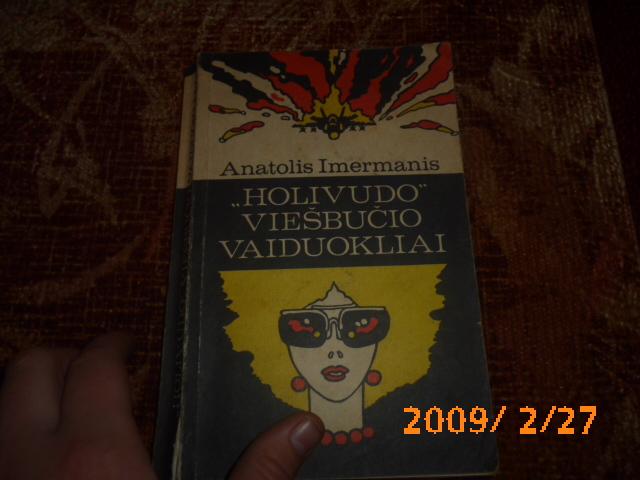 Anatolis Imermanis
„HOLIVUDO"
VIEŠBUČIO
VAIDUOKLIAI
2009/ 2/27